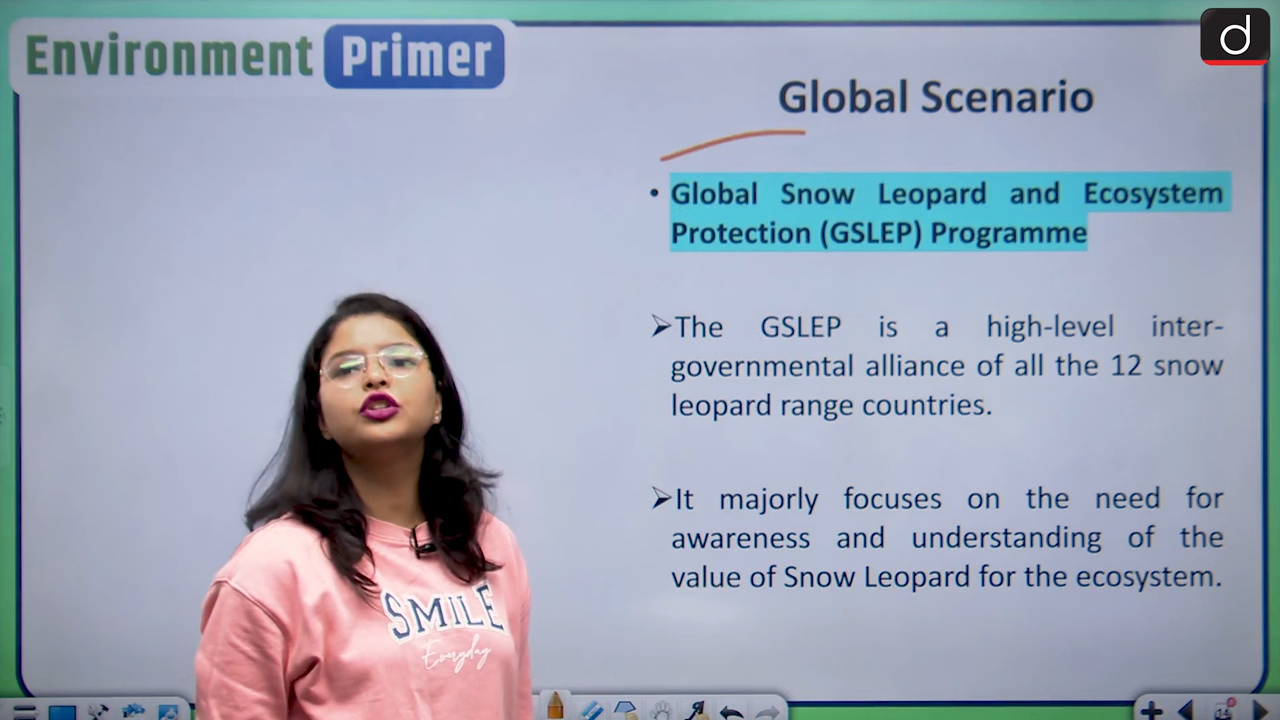 Environment Primer
d
Global Scenario
• Global Snow Leopard and Ecosystem
Protection (GSLEP) Programme
➢The GSLEP is a high-level inter-
governmental alliance of all the 12 snow
leopard range countries.
➢It majorly focuses on the need for
awareness and understanding of the
value of Snow Leopard for the ecosystem.
SMILE
Everyday